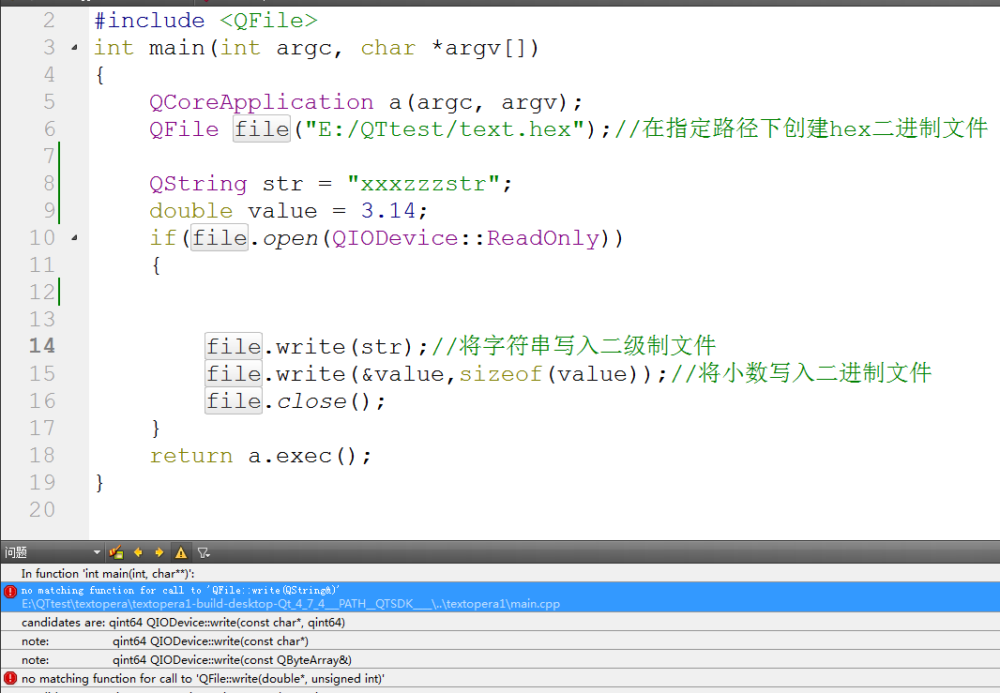 2 #include <QFile>
3 int main(int argc, char *argv[])
4 {
5 QCoreApplication a(argc, argv);
6 QFile file("E:/QTtest/text.hex");//在指定路径下创建hex二进制文件
7
8 QString str = "xxxzzzstr";
9 double value = 3.14;
10 if(file.open(QIODevice::ReadOnly))
11 {
12
13
14 file.write(str);//将字符串写入二级制文件
15 file.write(&value,sizeof(value));//将小数写入二进制文件
16 file.close();
17 }
18 return a.exec();
19 }
20
问题
In function 'int main(int, char**)':
no matching function for call to 'QFile::write(QString&)'
E:\QTtest\textopera\textopera1-build-desktop-Qt_4_7_4__PATH__QTSDK___\..\textopera1\main.cpp
candidates are: qint64 QIODevice::write(const char*, qint64)
note: qint64 QIODevice::write(const char*)
note: qint64 QIODevice::write(const QByteArray&)
no matching function for call to 'QFile::write(double*, unsigned int)'